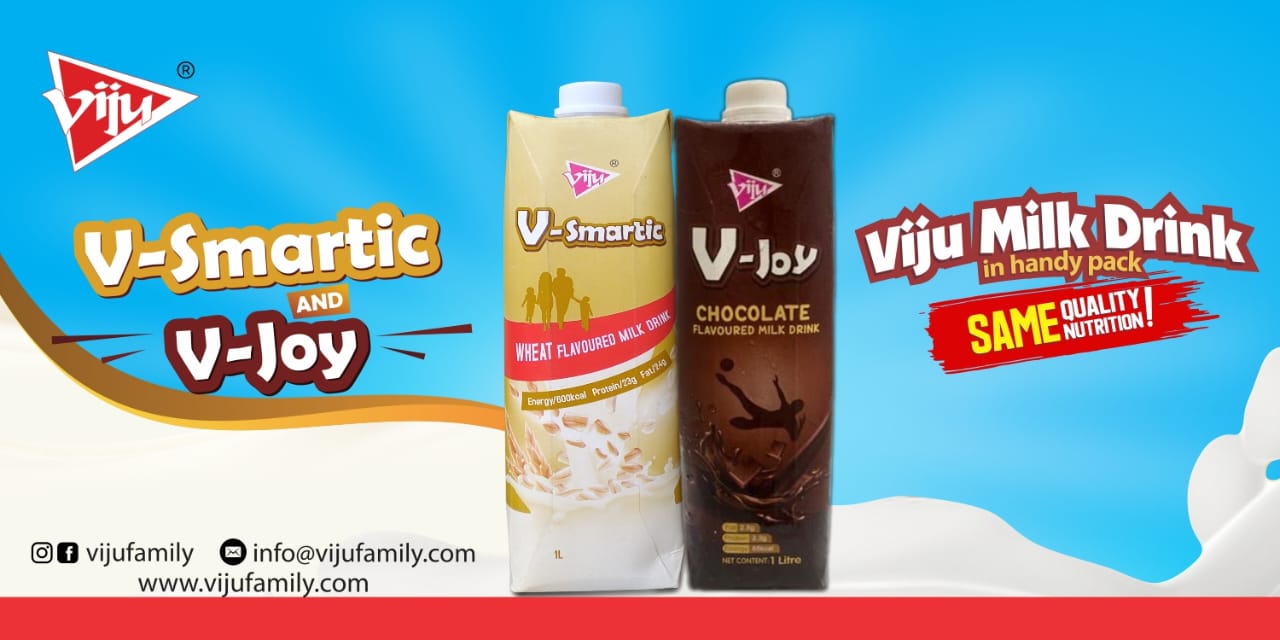 Viju ®
V-Smartic
AND
V-Joy
vijufamily info@vijufamily.com
www.vijufamily.com
Viju ®
V-Smartic
WHEAT FLAVOURED MILK DRINK
Energy/600kcal Protein/23g Fat/24g
1L
Viju ®
V-Joy
CHOCOLATE
FLAVOURED MILK DRINK
NET CONTENT: 1 Litre
Viju Milk Drink
in handy pack
SAME QUALITY
NUTRITION!